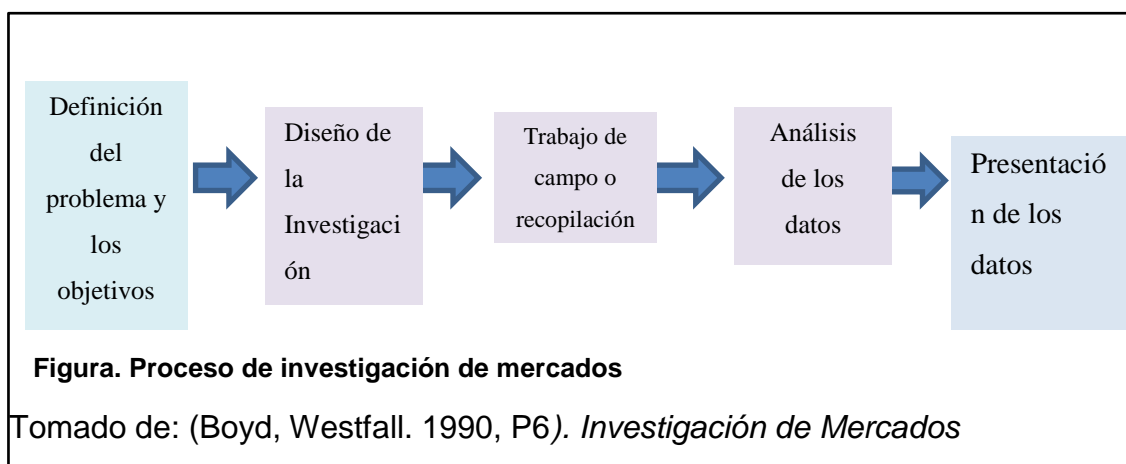 Definición
del
problema y
los
objetivos
Diseño de
la
Investigaci
ón
Trabajo de
campo o
recopilación
Análisis
de los
datos
Presentació
n de los
datos
Figura. Proceso de investigación de mercados
Tomado de: (Boyd, Westfall. 1990, P6). Investigación de Mercados